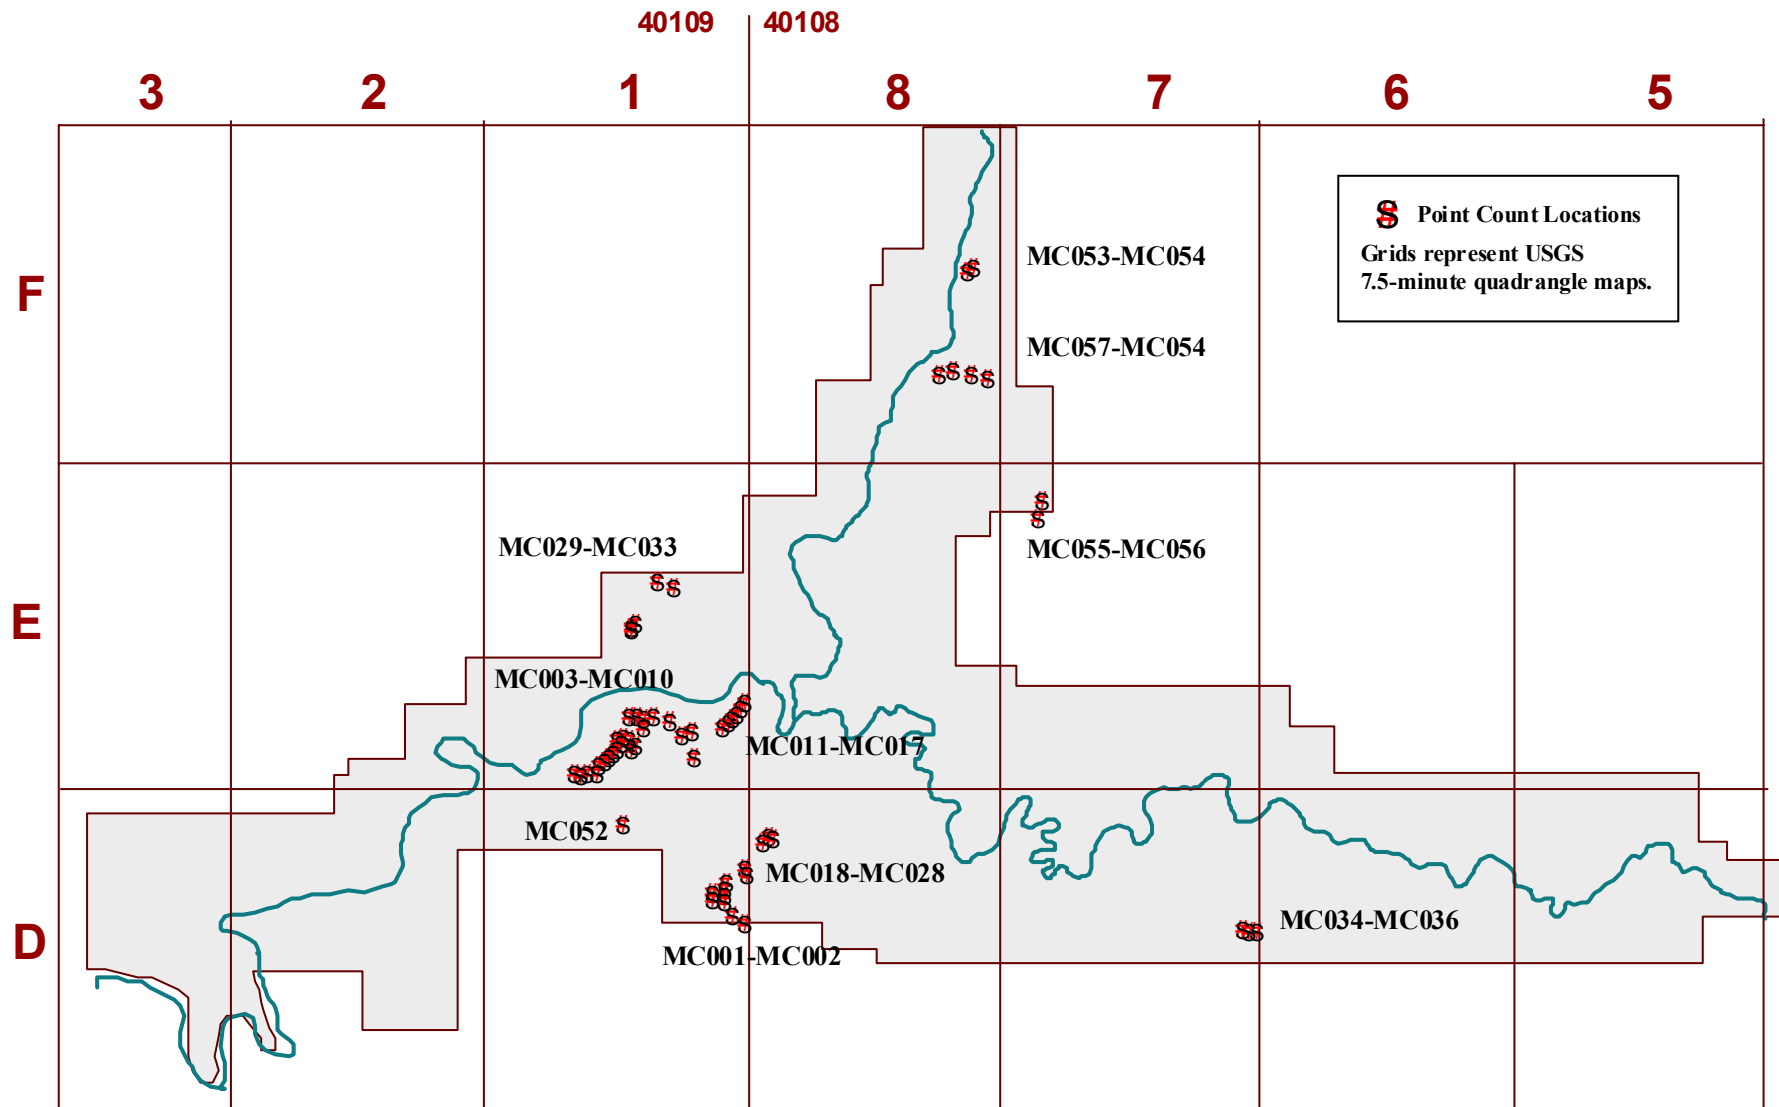 40109 40108
3 2 1 8 7 6 5
$ Point Count Locations
Grids represent USGS
7.5-minute quadrangle maps.
F
MC053-MC054
MC057-MC054
E
MC029-MC033
MC055-MC056
MC003-MC010
MC011-MC017
MC052
MC018-MC028
D
MC034-MC036
MC001-MC002